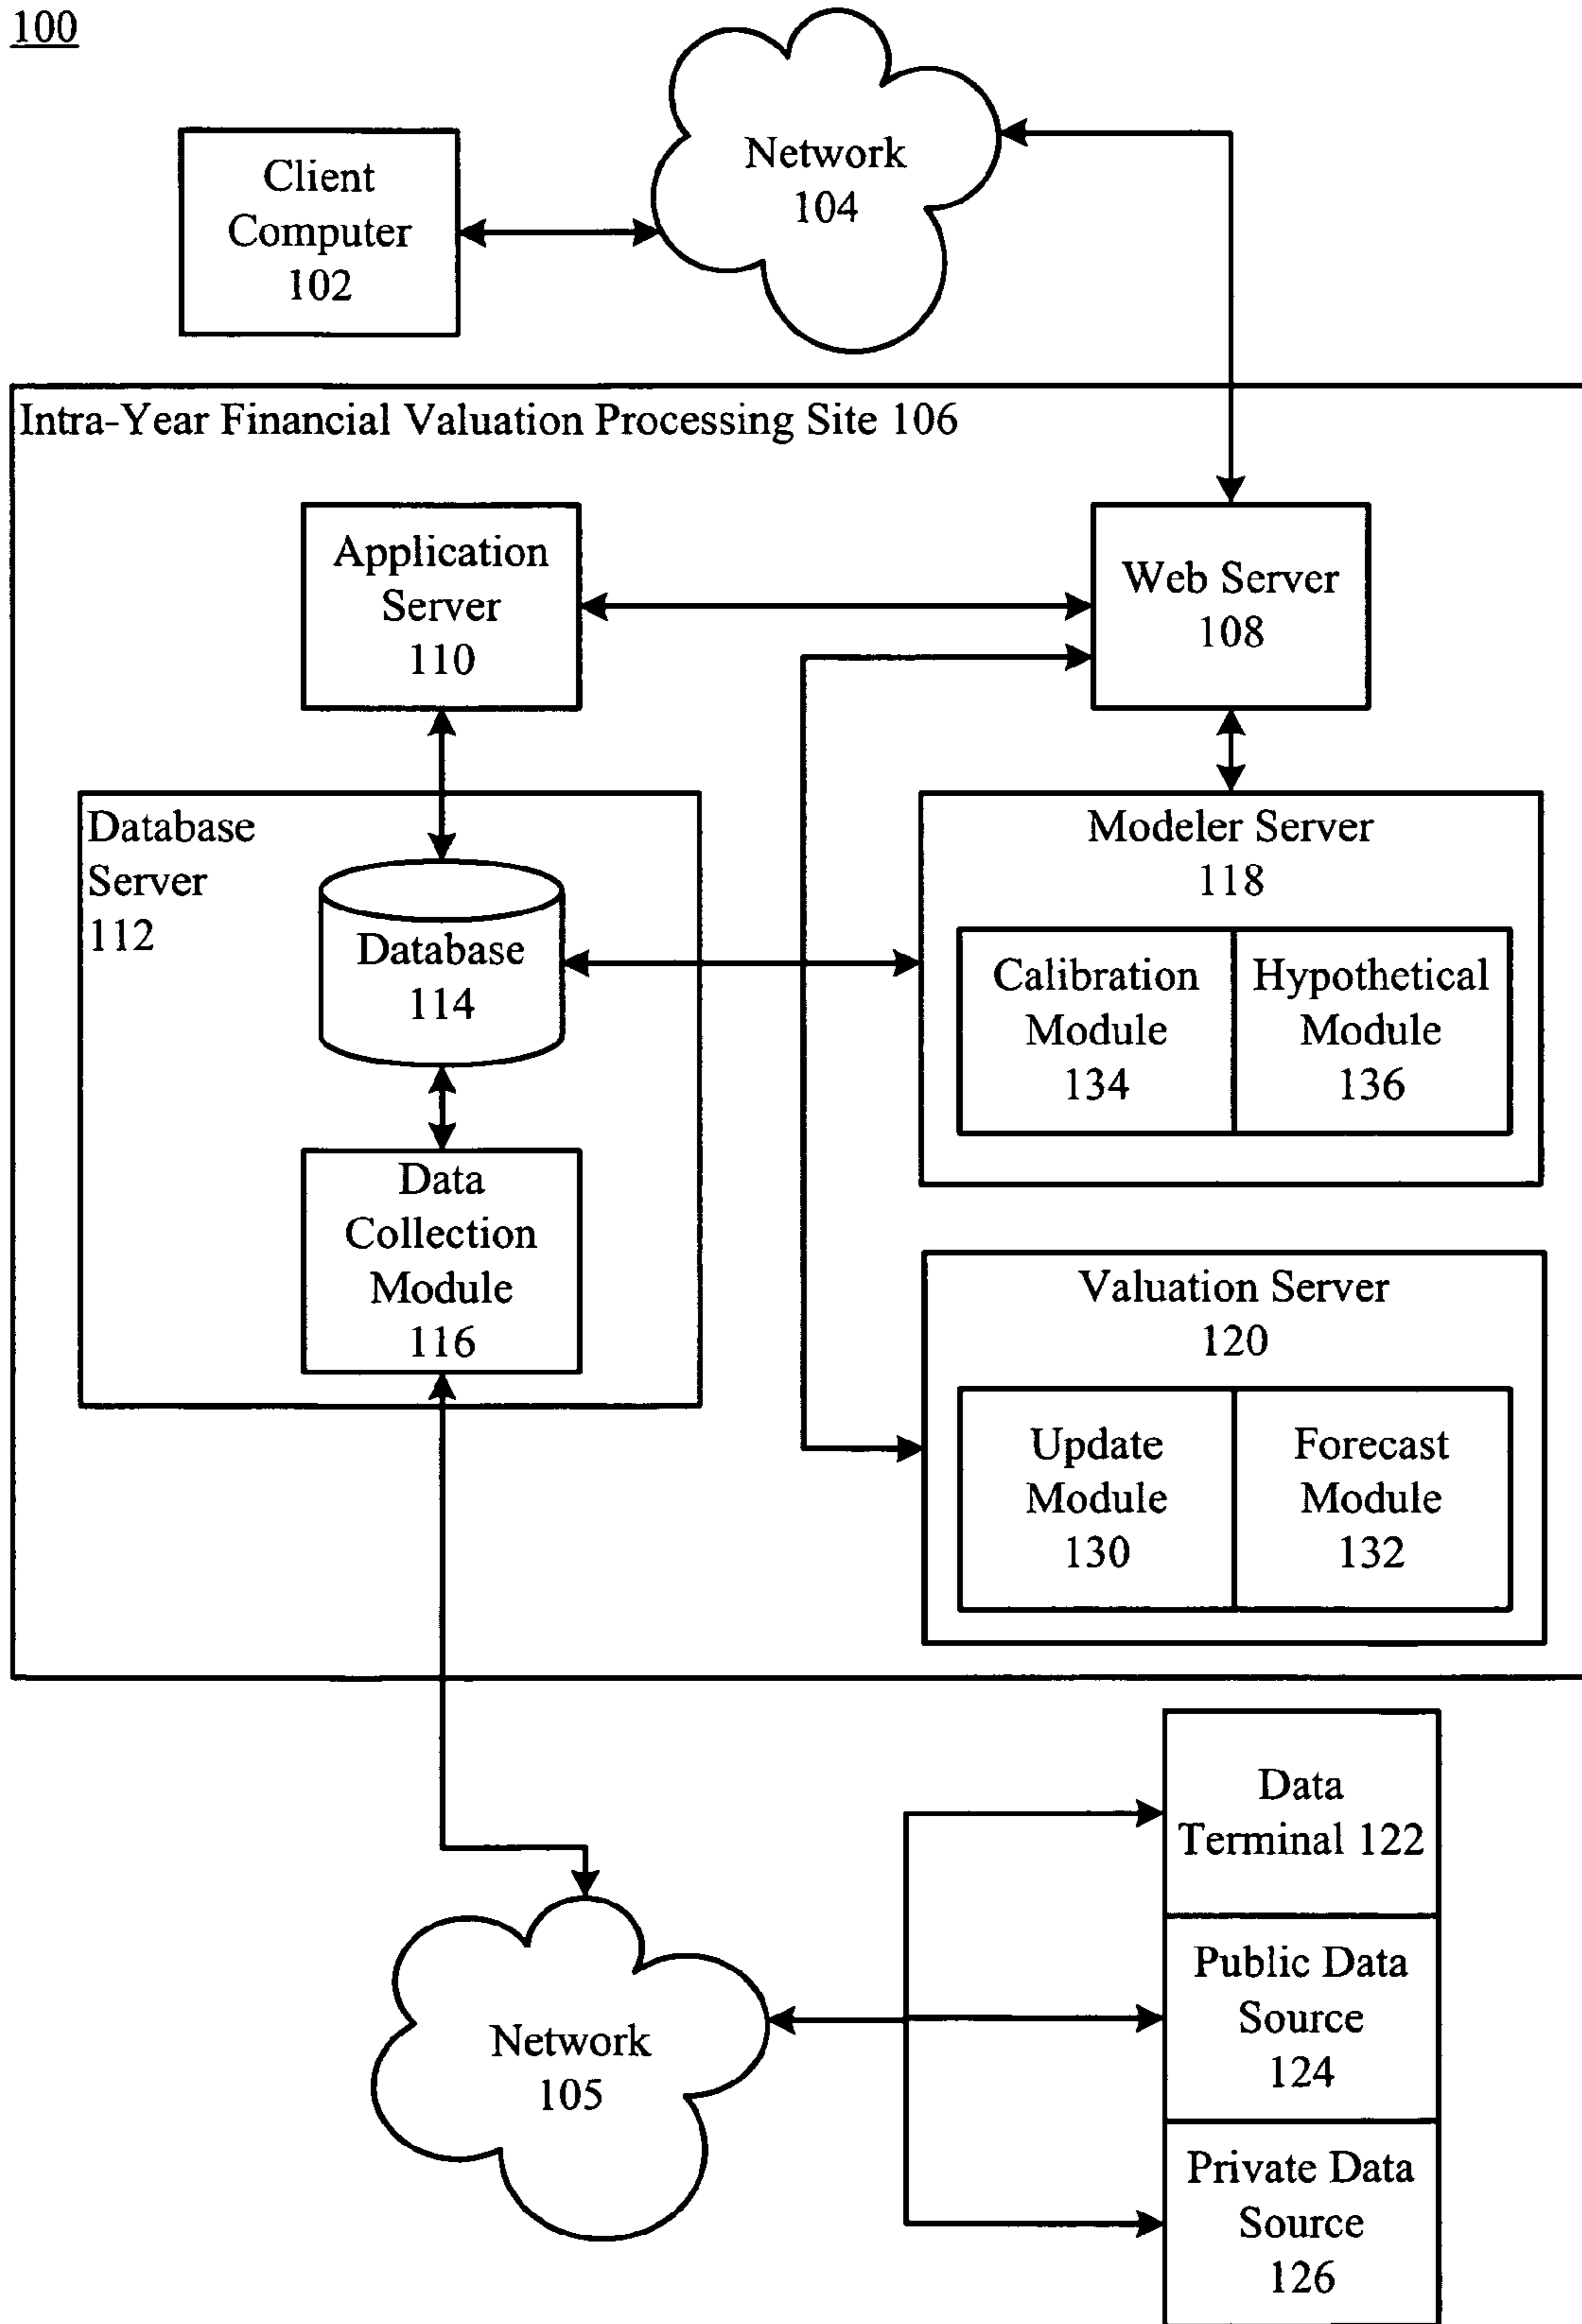 100
Client
Computer
102
Network
104
Intra-Year Financial Valuation Processing Site 106
Application
Server
110
Web Server
108
Database
Server
112
Database
114
Data
Collection
Module
116
Modeler Server
118
Calibration
Module
134
Hypothetical
Module
136
Valuation Server
120
Update
Module
130
Forecast
Module
132
Network
105
Data
Terminal 122
Public Data
Source
124
Private Data
Source
126